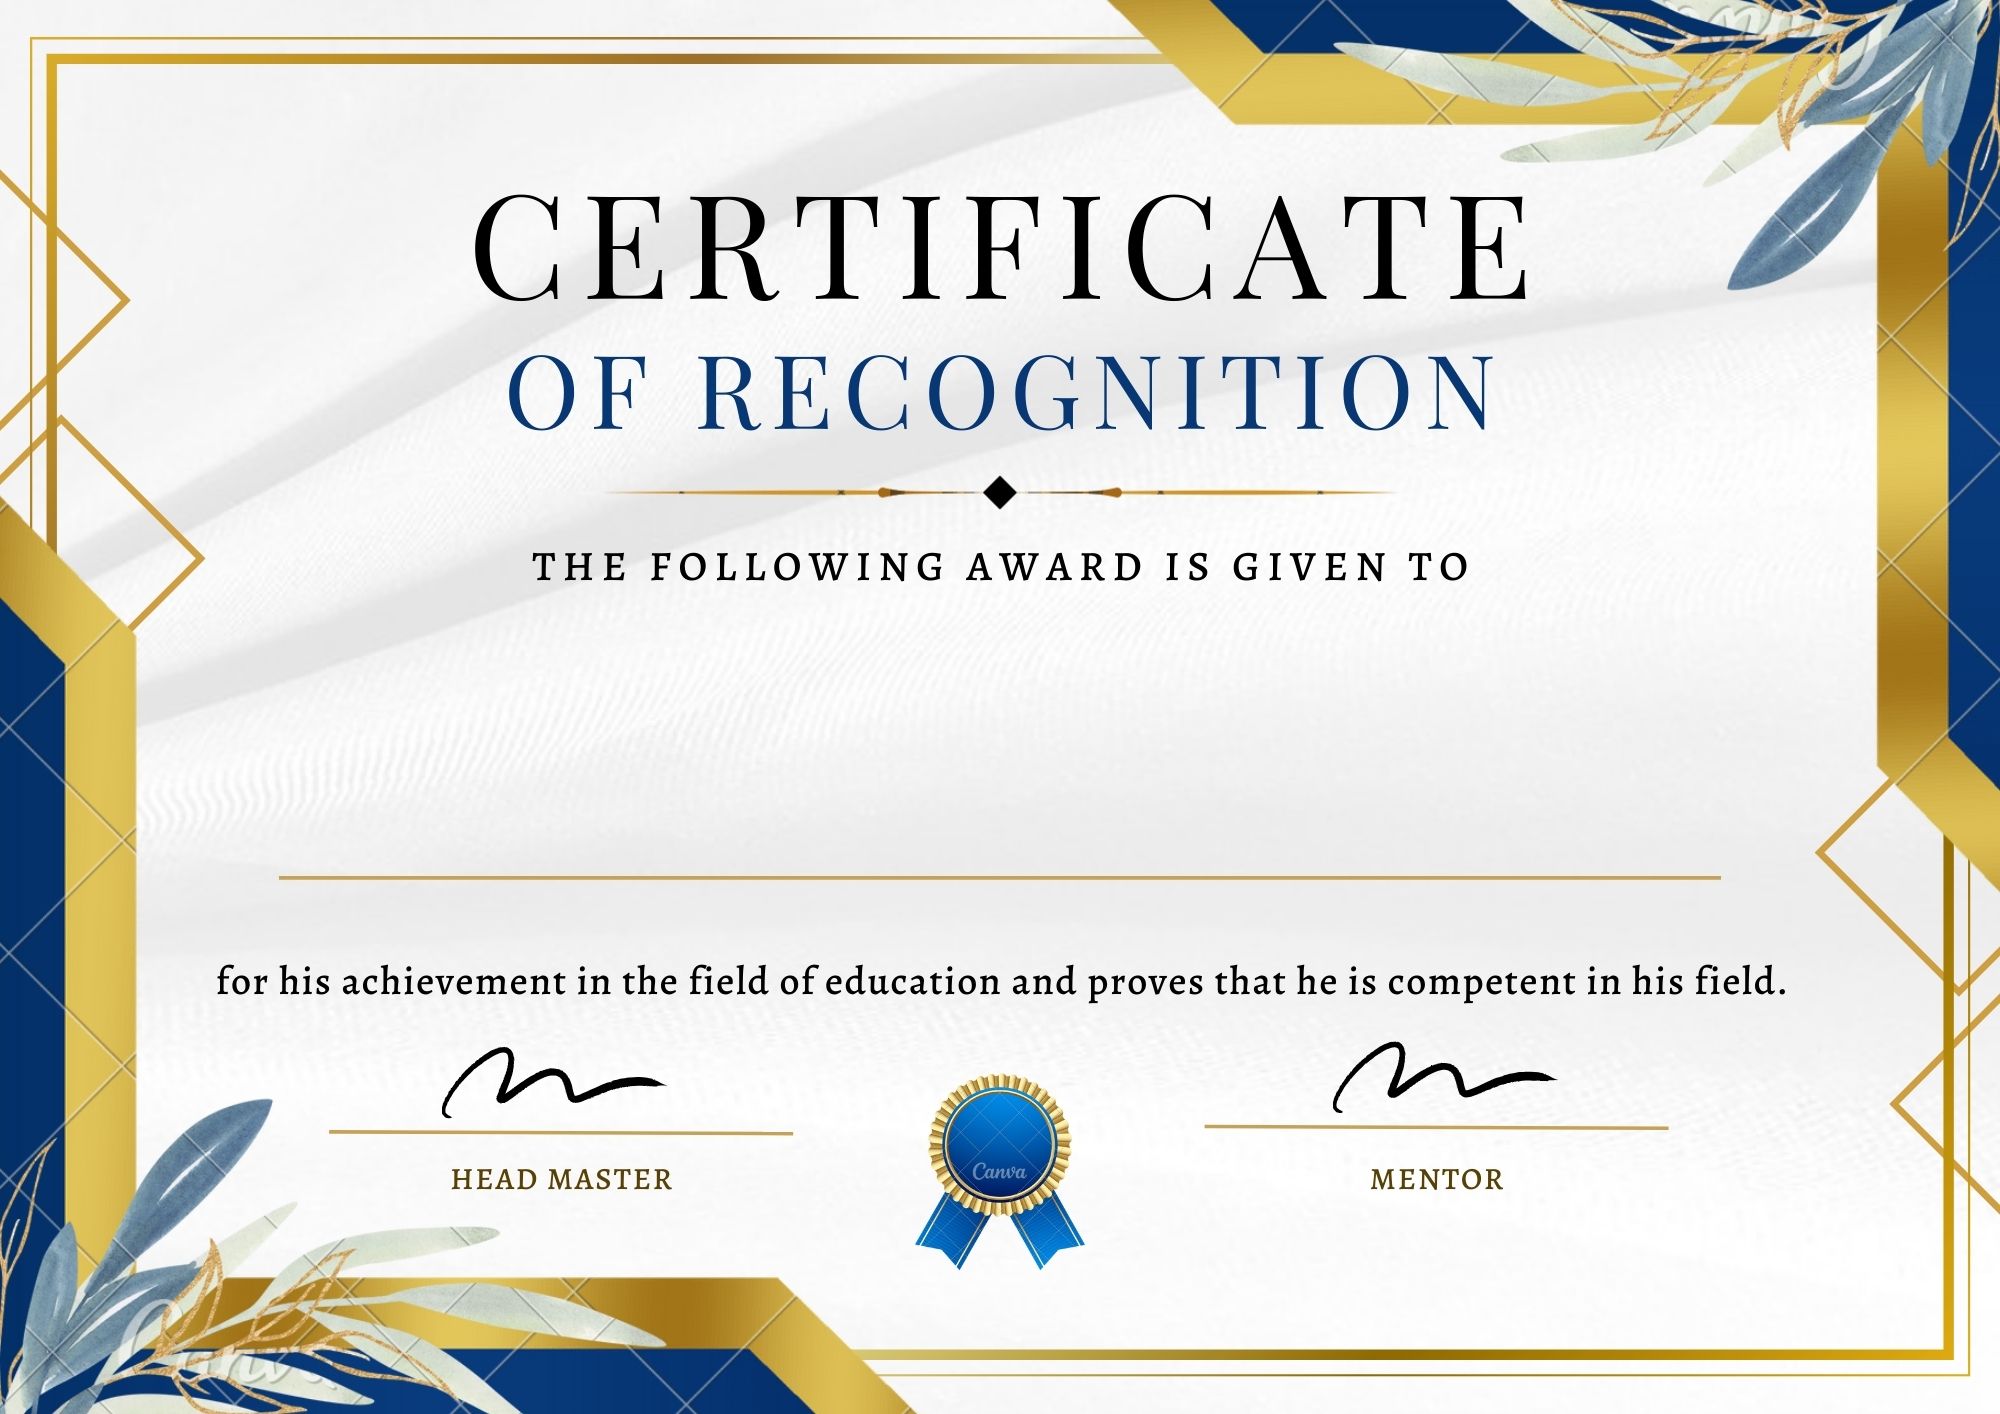 CERTIFICATE
OF RECOGNITION
THE FOLLOWING AWARD IS GIVEN TO
for his achievement in the field of education and proves that he is competent in his field.
HEAD MASTER
Canva
MENTOR
Canva